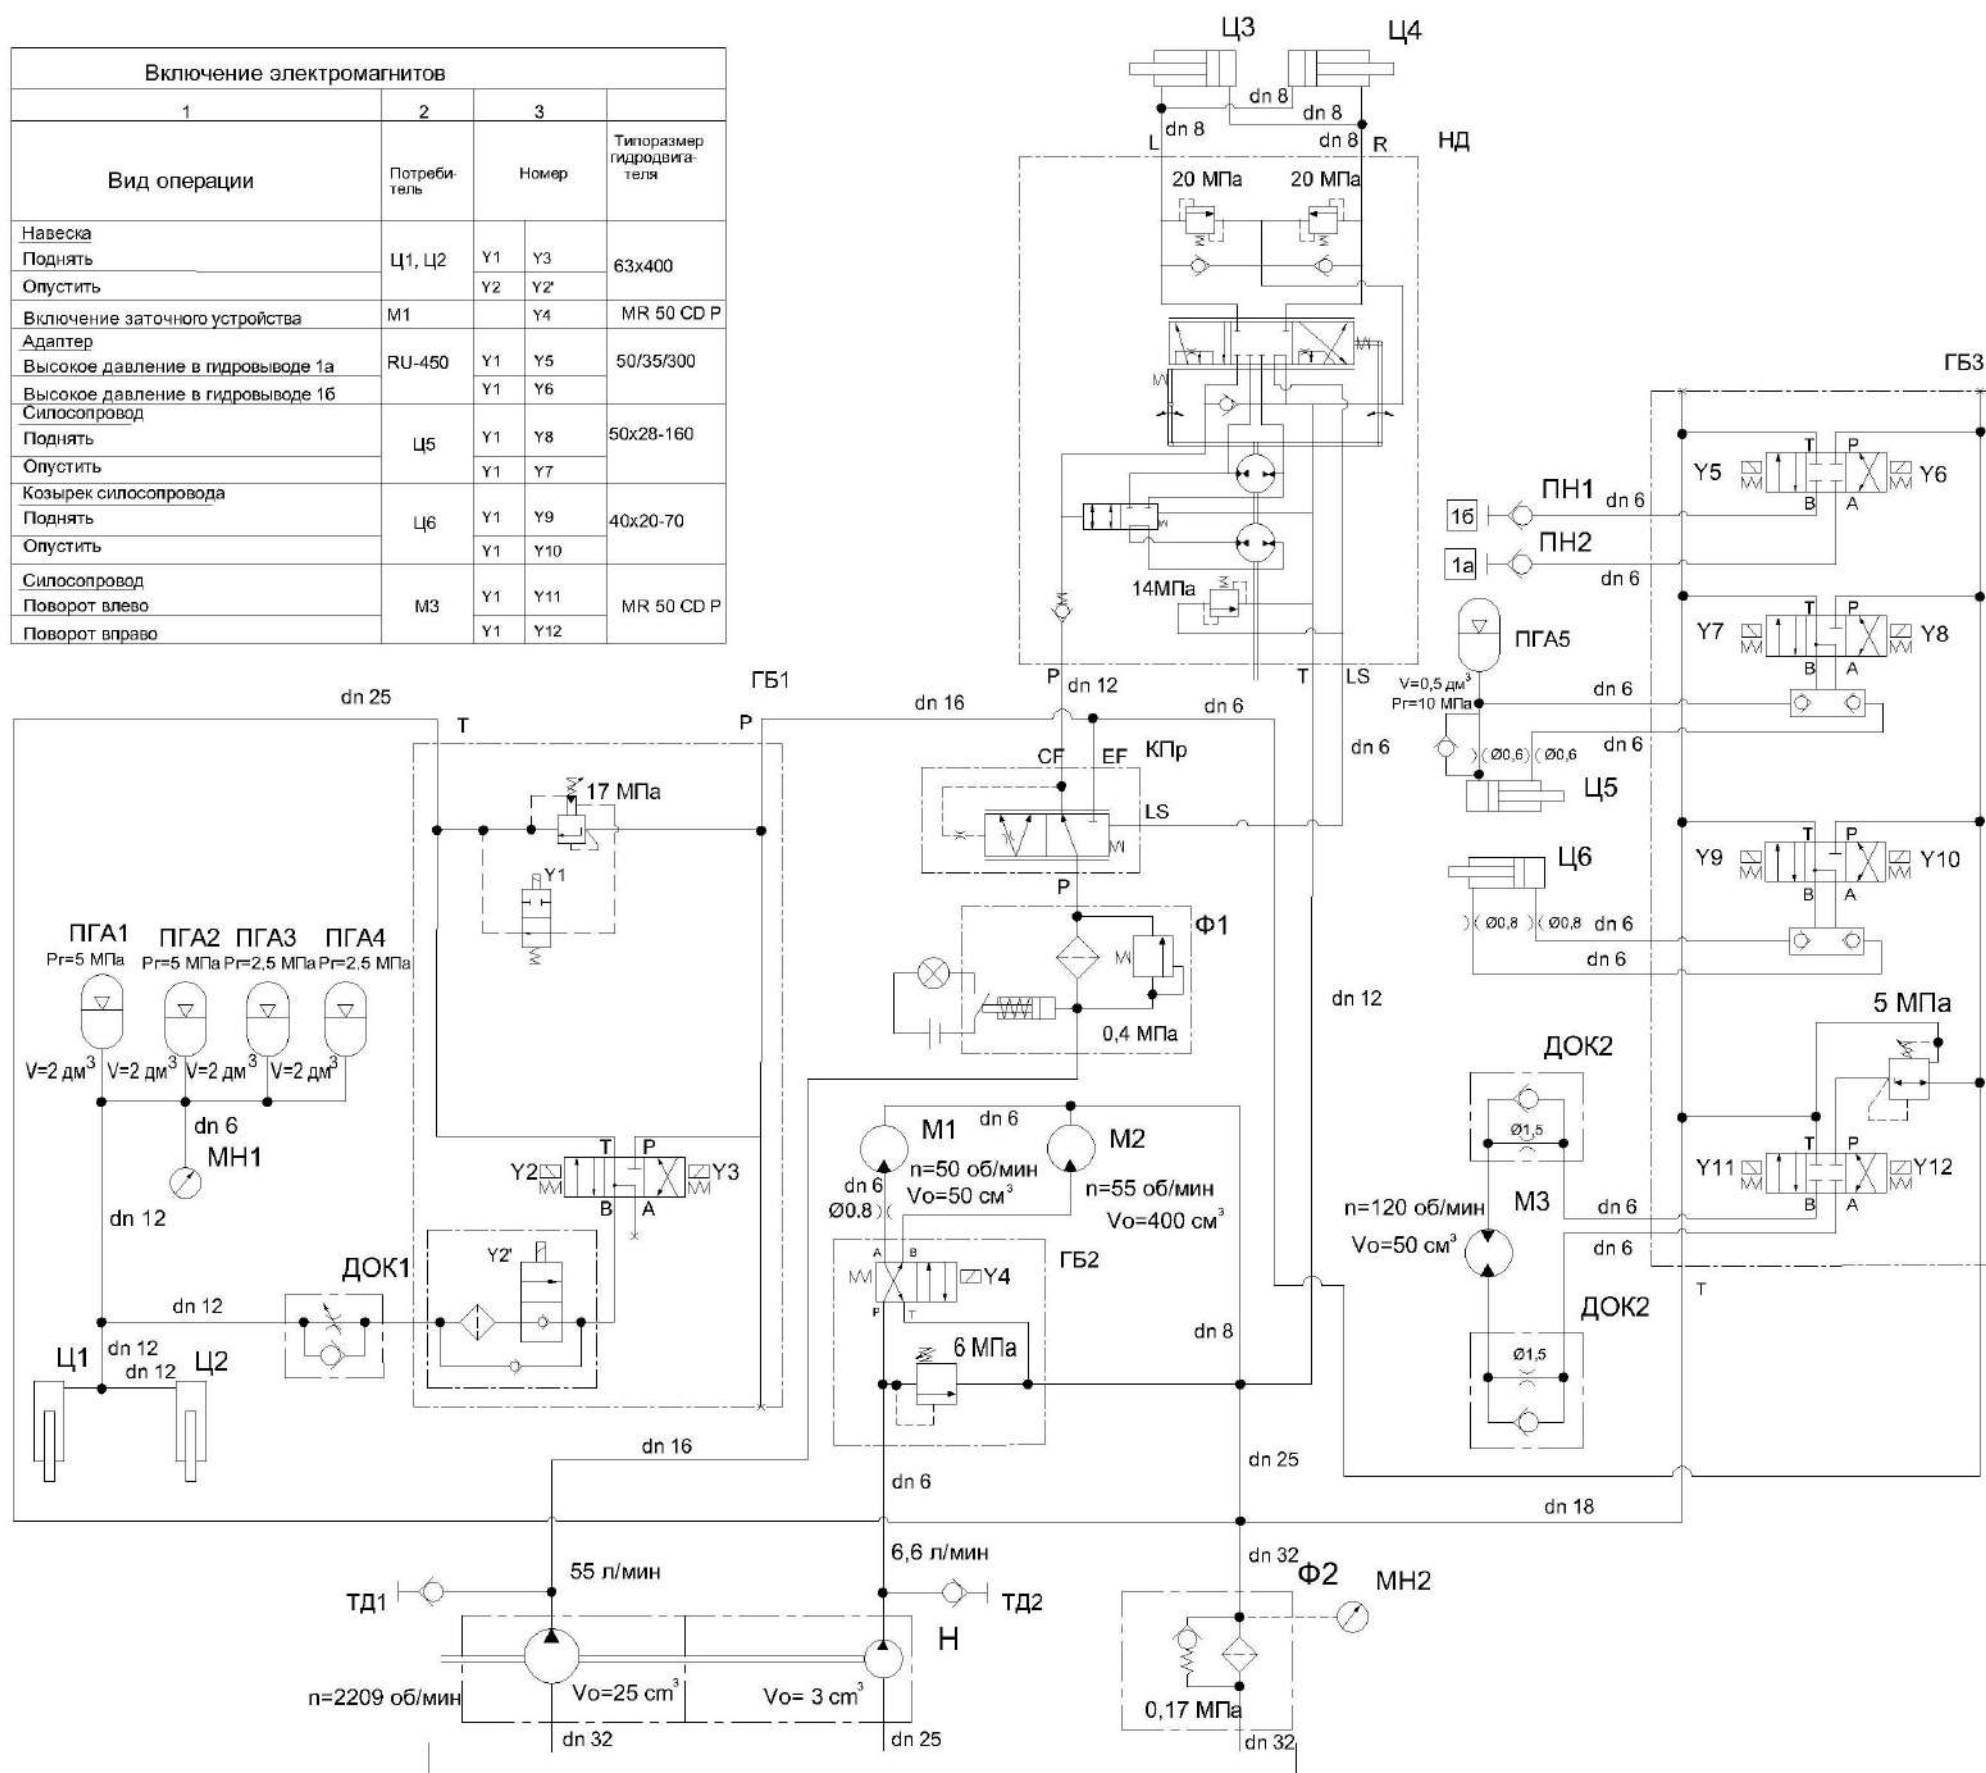 Включение электромагнитов
1 2 3
Вид операции Потреби-тель Номер Типоразмер гидродвига-теля
Навеска
Поднять Ц1, Ц2 Y1 Y3 63x400
Опустить Y2 Y2'
Включение заточного устройства М1 Y4 MR 50 CD P
Адаптер
Высокое давление в гидровыводе 1а RU-450 Y1 Y5 50/35/300
Высокое давление в гидровыводе 1б Y1 Y6
Силосопровод
Поднять Ц5 Y1 Y8 50x28-160
Опустить Y1 Y7
Козырек силосопровода
Поднять Ц6 Y1 Y9 40x20-70
Опустить Y1 Y10
Силосопровод
Поворот влево М3 Y1 Y11 MR 50 CD P
Поворот вправо Y1 Y12
Ц3 Ц4
dn 8
dn 8
dn 8 dn 8
L R НД
20 МПа 20 МПа
14МПа
P dn 12 T LS
ГБ3
T P
Y5 Y6
B A
1б ПН1 dn 6
1а ПН2 dn 6
T P
Y7 Y8
B A
ПГА5
V=0,5 дм³
Рг=10 МПа
dn 6
dn 6
Ø0,6 Ø0,6
Ц5
T P
Y9 Y10
B A
Ц6
Ø0,8 Ø0,8 dn 6
dn 6
5 МПа
ДОК2
Ø1,5
T P
Y11 Y12
B A
n=120 об/мин М3 dn 6
Vo=50 см³ dn 6
ДОК2
Ø1,5
T
dn 25 ГБ1
T P
17 МПа
Y1
dn 16 dn 6
dn 6
CF EF КПр
LS
P
Ф1
0,4 МПа
dn 12
ПГА1 ПГА2 ПГА3 ПГА4
Рг=5 МПа Рг=5 МПа Рг=2,5 МПа Рг=2,5 МПа
V=2 дм³ V=2 дм³ V=2 дм³ V=2 дм³
dn 6
МН1
dn 12
T P
Y2 Y3
B A
Y2'
ДОК1
dn 12
dn 12
dn 12
Ц1 Ц2
М1 dn 6 М2
n=50 об/мин
dn 6 Vo=50 см³ n=55 об/мин
Ø0.8 Vo=400 см³
A B ГБ2
Y4
P T
6 МПа
dn 8
dn 16
dn 6
dn 25
dn 18
55 л/мин 6,6 л/мин dn 32
ТД1 ТД2 Ф2 МН2
Н
n=2209 об/мин Vo=25 cm³ Vo= 3 cm³
0,17 МПа
dn 32 dn 25 dn 32